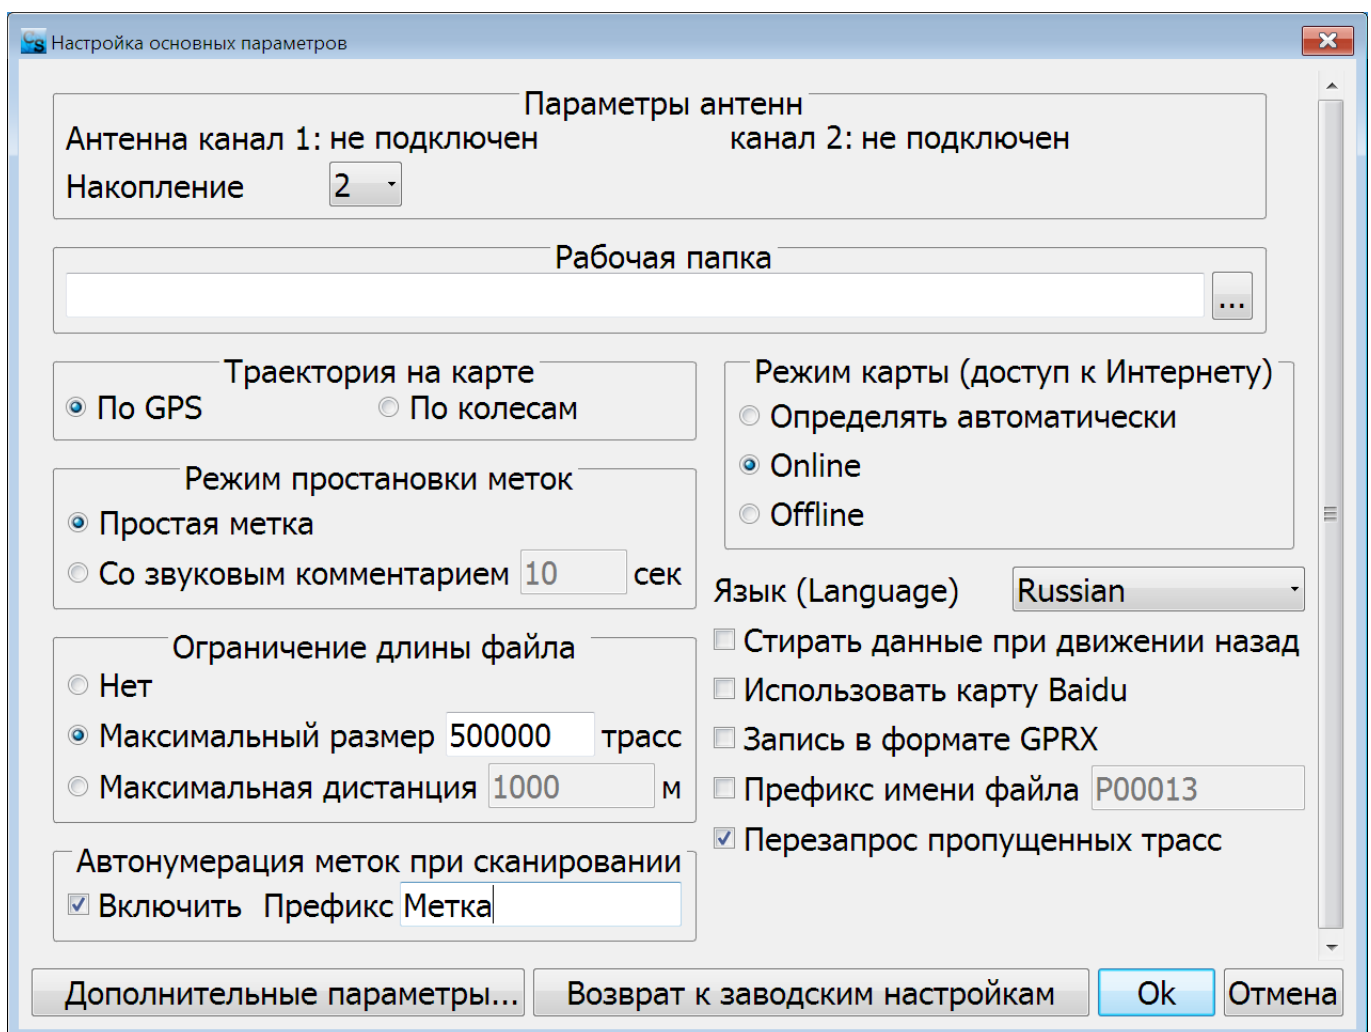 Настройка основных параметров
Параметры антенн
Антенна канал 1: не подключен канал 2: не подключен
Накопление 2
Рабочая папка
...
Траектория на карте
По GPS По колесам
Режим простановки меток
Простая метка
Со звуковым комментарием 10 сек
Ограничение длины файла
Нет
Максимальный размер 500000 трасс
Максимальная дистанция 1000 м
Автонумерация меток при сканировании
Включить Префикс Метка
Режим карты (доступ к Интернету)
Определять автоматически
Online
Offline
Язык (Language) Russian
Стирать данные при движении назад
Использовать карту Baidu
Запись в формате GPRX
Префикс имени файла P00013
Перезапрос пропущенных трасс
Дополнительные параметры... Возврат к заводским настройкам Ok Отмена